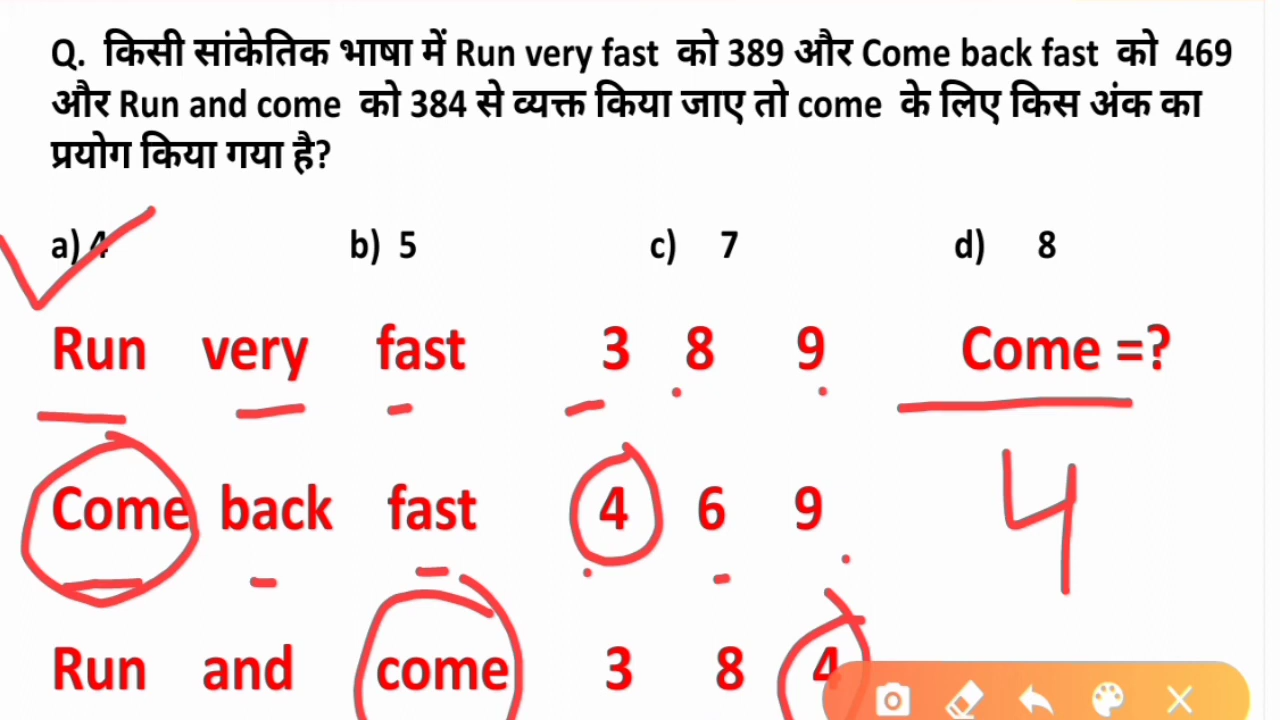 Q. किसी सांकेतिक भाषा में Run very fast को 389 और Come back fast को 469
और Run and come को 384 से व्यक्त किया जाए तो come के लिए किस अंक का
प्रयोग किया गया है?
a) 4 b) 5 c) 7 d) 8
Run very fast 3 8 9 Come =?
Come back fast 4 6 9
4
Run and come 3 8 4